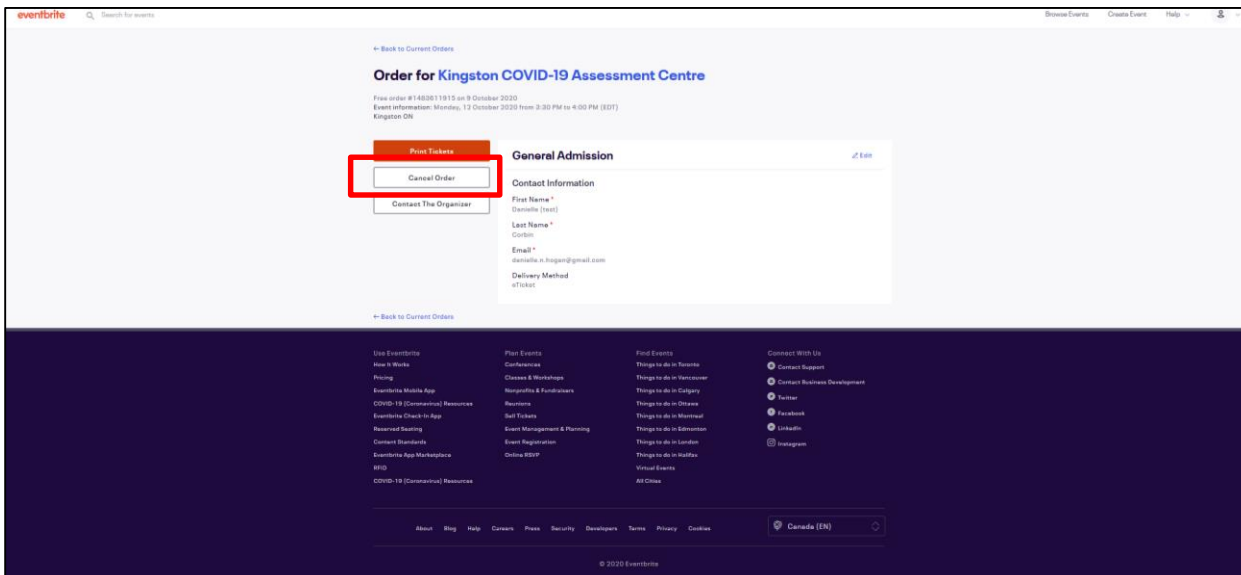 eventbrite
Search for events
Browse Events
Create Event
Help
← Back to Current Orders
Order for Kingston COVID-19 Assessment Centre
Free order #1483611915 on 9 October 2020
Event information: Monday, 12 October 2020 from 3:30 PM to 4:00 PM (EDT)
Kingston ON
Print Tickets
Cancel Order
Contact The Organizer
General Admission
Edit
Contact Information
First Name *
Danielle (test)
Last Name *
Corbin
Email *
danielle.n.hogan@gmail.com
Delivery Method
eTicket
← Back to Current Orders
Use Eventbrite
How It Works
Pricing
Eventbrite Mobile App
COVID-19 (Coronavirus) Resources
Eventbrite Check-In App
Reserved Seating
Content Standards
Eventbrite App Marketplace
RFID
COVID-19 (Coronavirus) Resources
Plan Events
Conferences
Classes & Workshops
Nonprofits & Fundraisers
Reunions
Sell Tickets
Event Management & Planning
Event Registration
Online RSVP
Find Events
Things to do in Toronto
Things to do in Vancouver
Things to do in Calgary
Things to do in Ottawa
Things to do in Montreal
Things to do in Edmonton
Things to do in London
Things to do in Halifax
Virtual Events
All Cities
Connect With Us
Contact Support
Contact Business Development
Twitter
Facebook
LinkedIn
Instagram
About Blog Help Careers Press Security Developers Terms Privacy Cookies
Canada (EN)
© 2020 Eventbrite